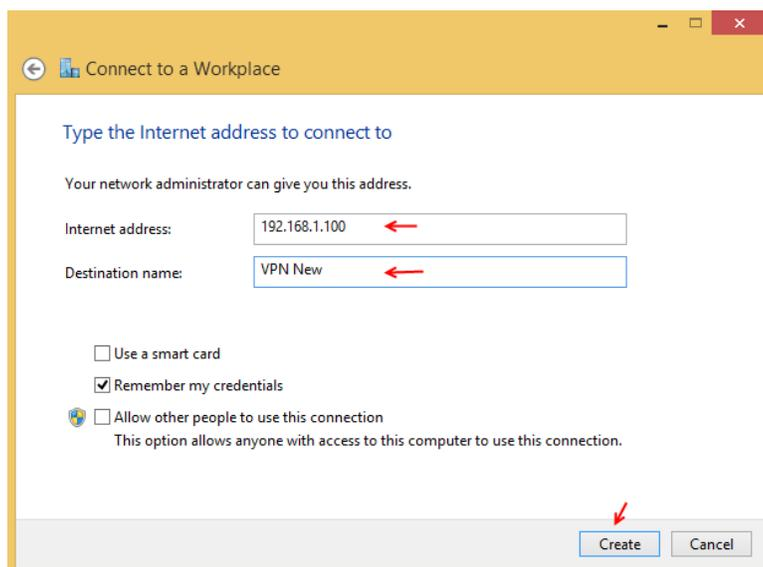 Connect to a Workplace
Type the Internet address to connect to
Your network administrator can give you this address.
Internet address: 192.168.1.100
Destination name: VPN New
Use a smart card
Remember my credentials
Allow other people to use this connection
This option allows anyone with access to this computer to use this connection.
Create Cancel